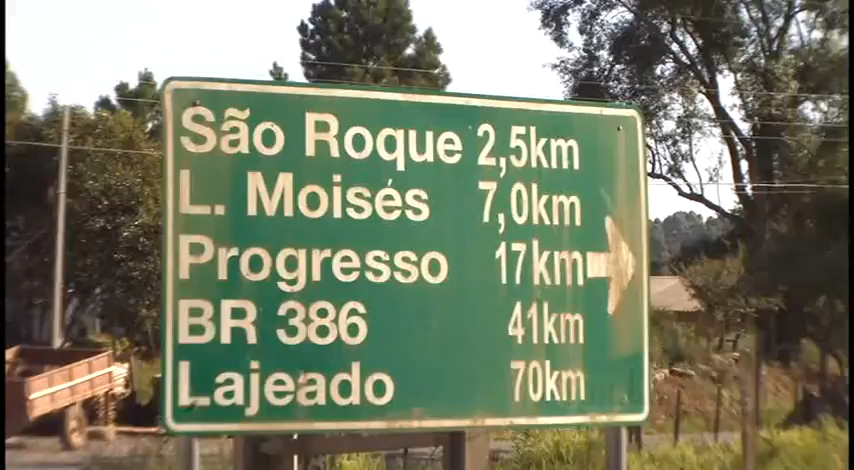 São Roque 2,5km
L. Moisés 7,0km
Progresso 17km
BR 386 41km
Lajeado 70km